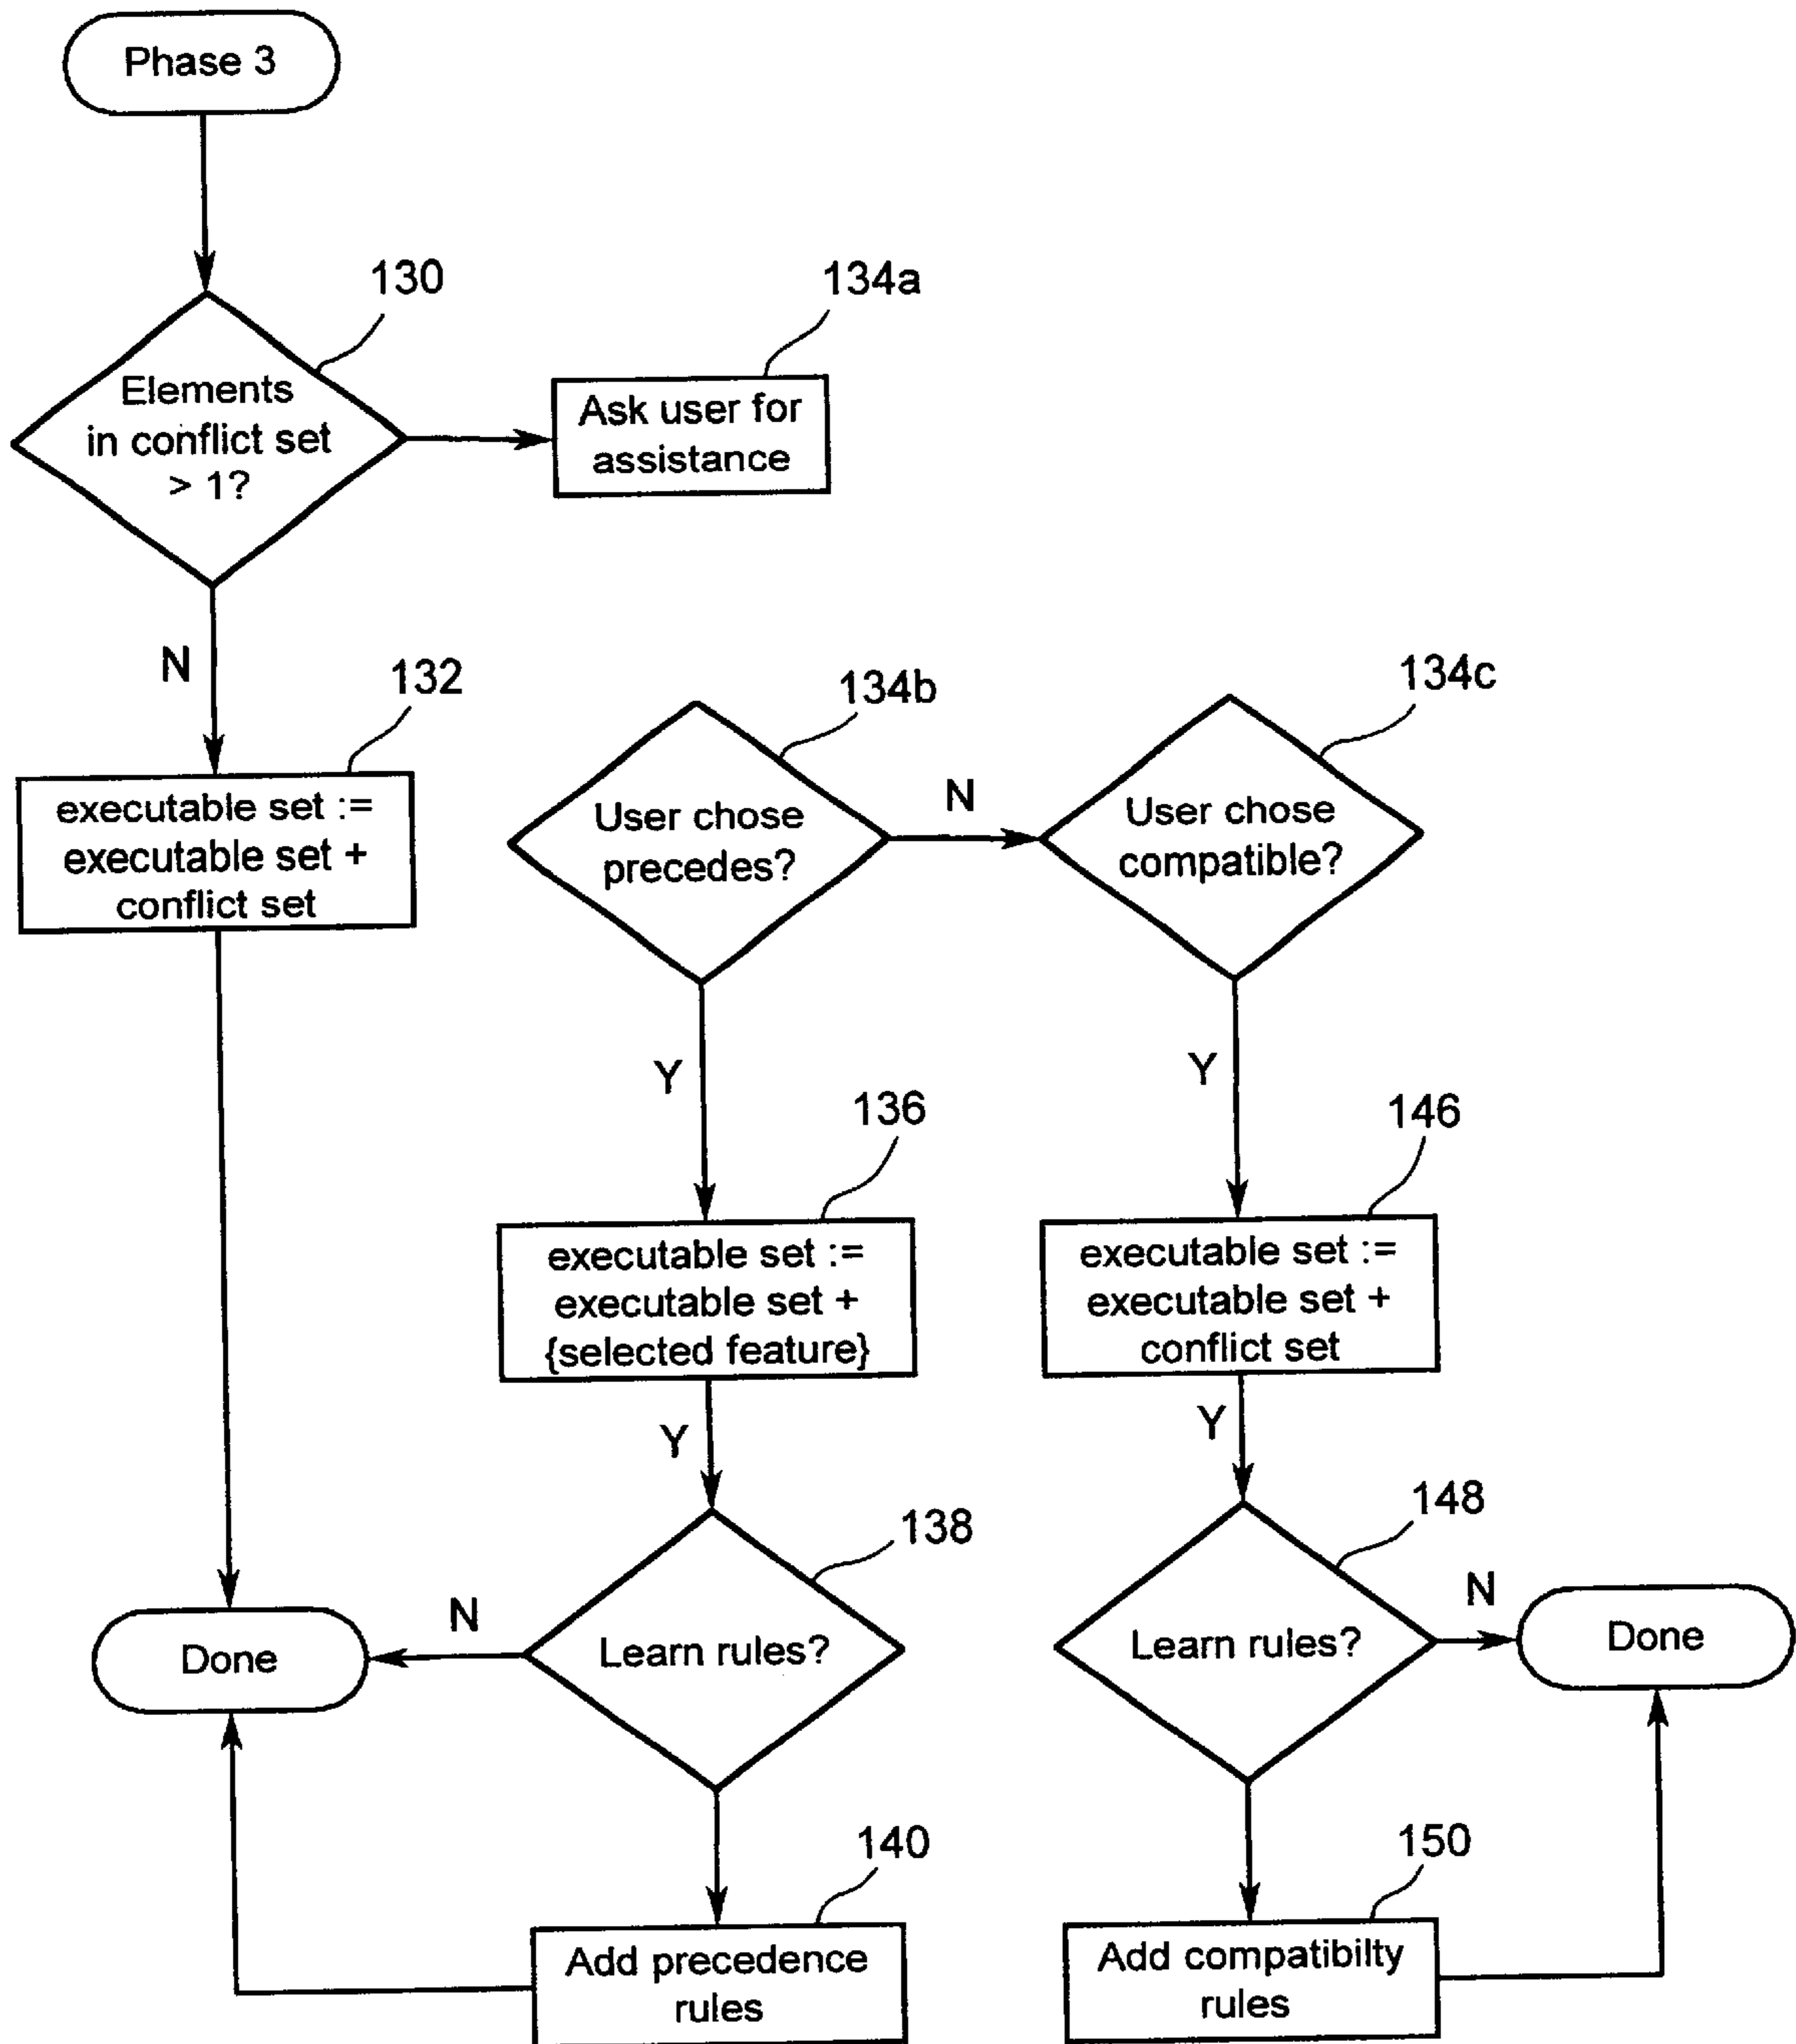 Phase 3
130
134a
Elements
in conflict set
> 1?
Ask user for
assistance
N
132
134b
134c
executable set :=
executable set +
conflict set
User chose
precedes?
N
User chose
compatible?
Y
Y
136
146
executable set :=
executable set +
{selected feature}
executable set :=
executable set +
conflict set
Y
Y
138
148
Done
N
Learn rules?
Learn rules?
N
Done
140
150
Add precedence
rules
Add compatibilty
rules